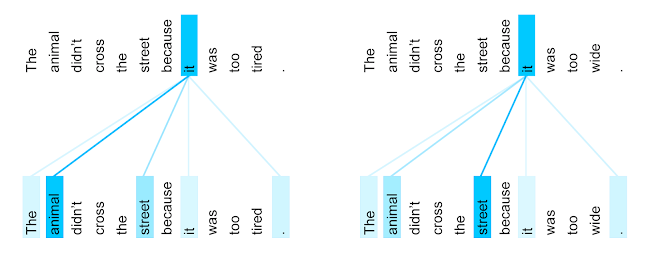 The animal didn't cross the street because it was too tired .
The animal didn't cross the street because it was too wide .
The animal didn't cross the street because it was too tired .
The animal didn't cross the street because it was too wide .